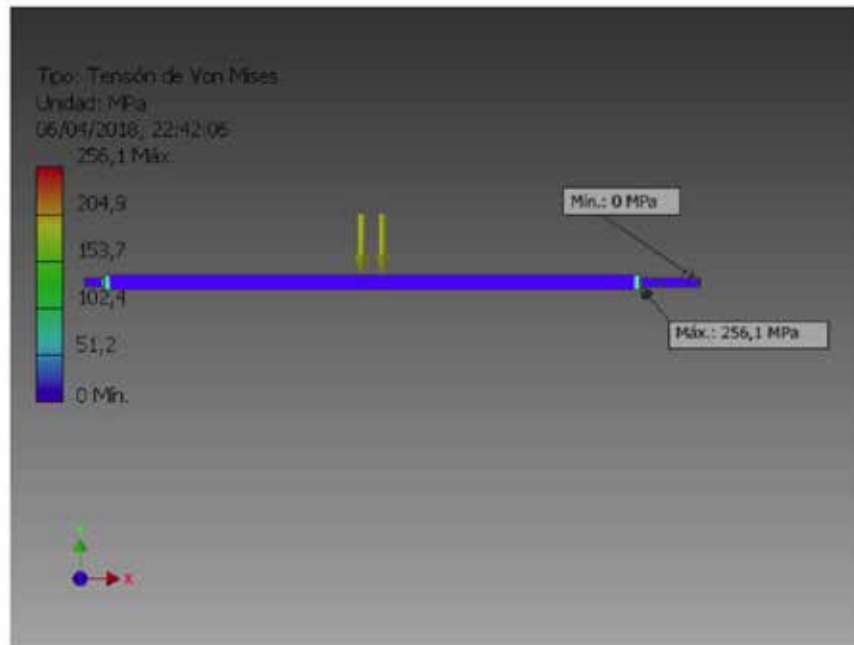 Tipo: Tensón de Von Mises
Unidad: MPa
06/04/2018, 22:42:06
256,1 Máx.
204,9
153,7
102,4
51,2
0 Mín.
Mín.: 0 MPa
Máx.: 256,1 MPa
Y
X